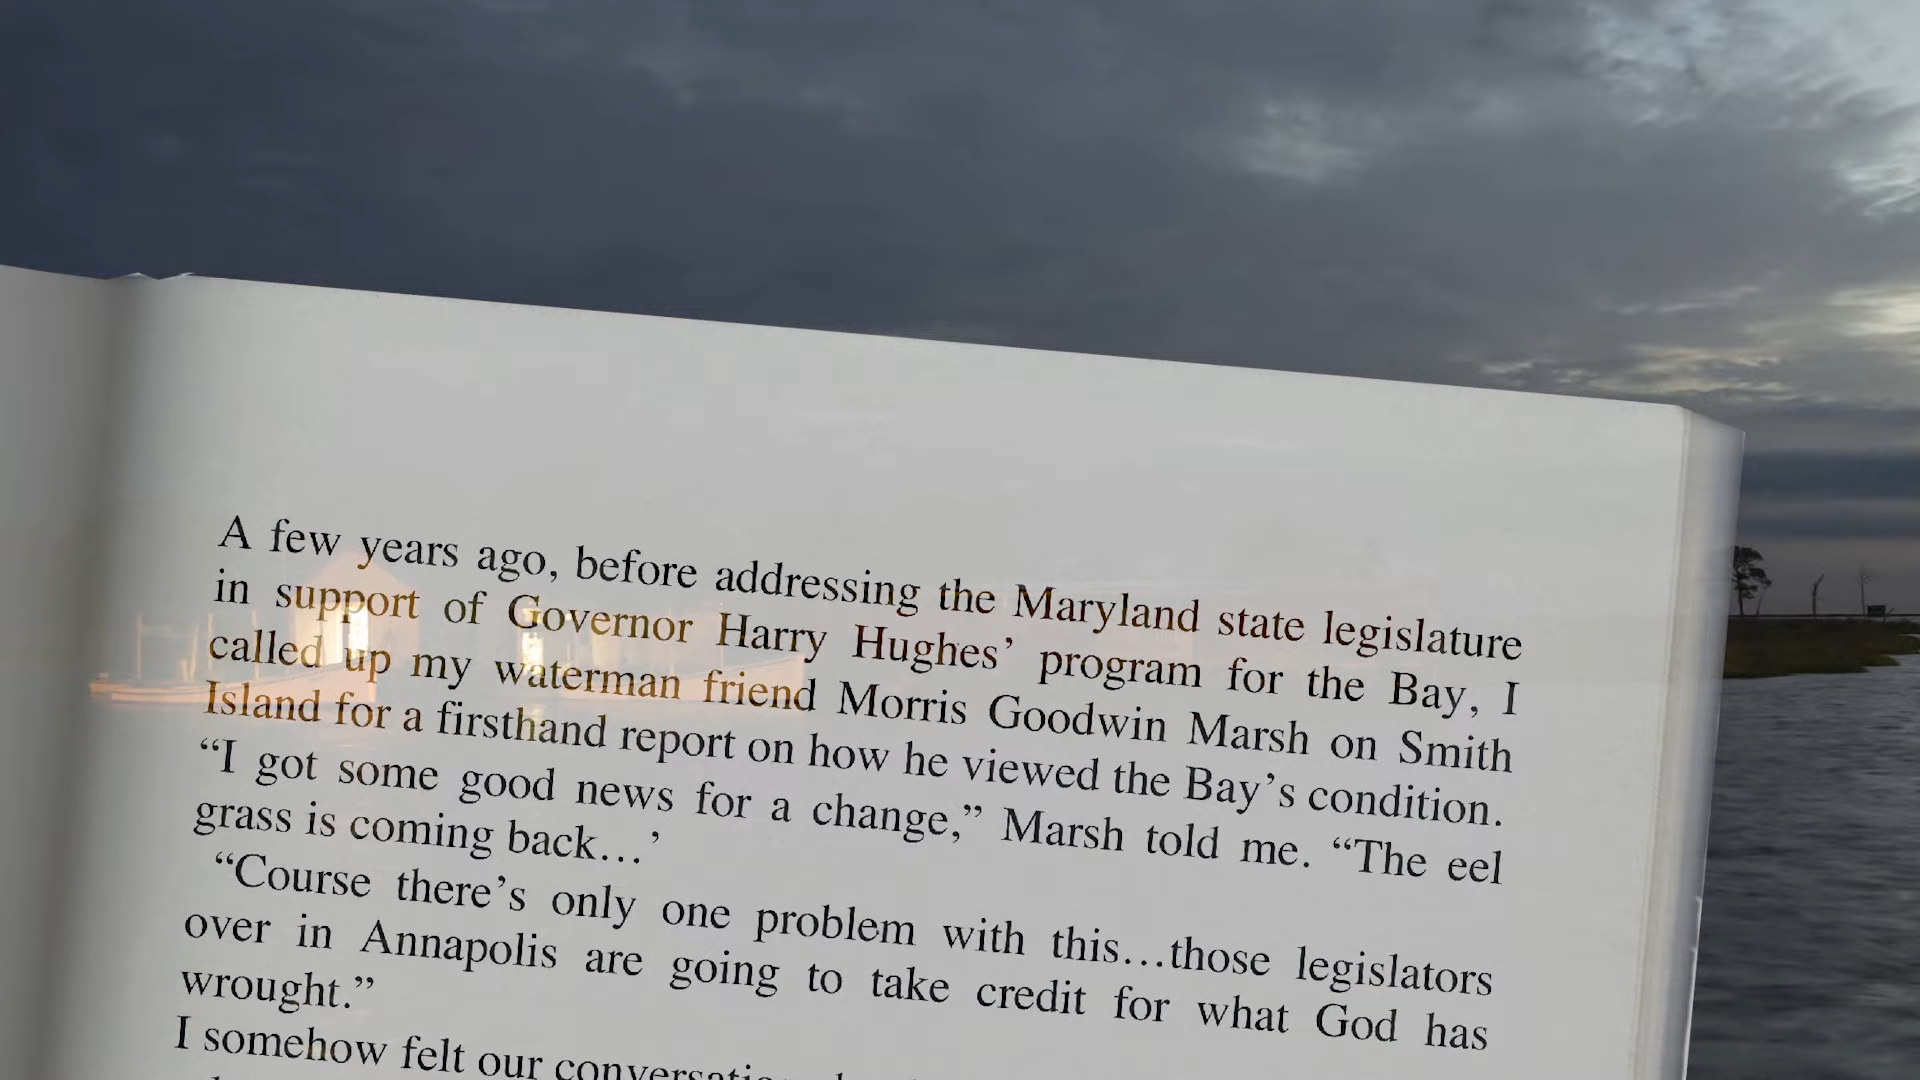 A few years ago, before addressing the Maryland state legislature
in support of Governor Harry Hughes’ program for the Bay, I
called up my waterman friend Morris Goodwin Marsh on Smith
Island for a firsthand report on how he viewed the Bay’s condition.
“I got some good news for a change,” Marsh told me. “The eel
grass is coming back…’
“Course there’s only one problem with this…those legislators
over in Annapolis are going to take credit for what God has
wrought.”
I somehow felt our